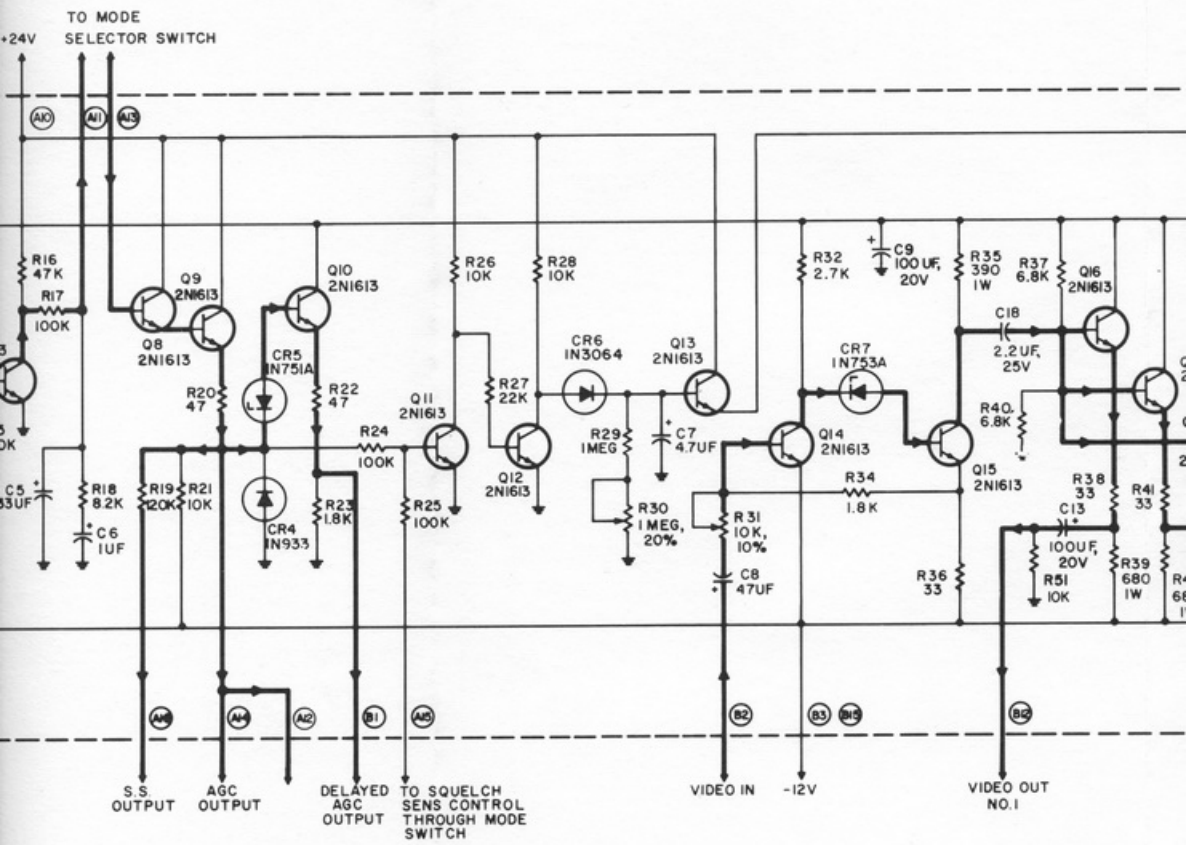 TO MODE
SELECTOR SWITCH
+24V
A10
A11
A13
R16
47K
R17
100K
Q9
2N1613
Q8
2N1613
Q10
2N1613
CR5
1N751A
R20
47
R22
47
R26
10K
R28
10K
CR6
1N3064
Q13
2N1613
R32
2.7K
C9
100UF,
20V
R35
390
1W
R37
6.8K
Q16
2N1613
C18
2.2UF,
25V
CR7
1N753A
R27
22K
Q11
2N1613
R24
100K
Q12
2N1613
R29
1MEG
C7
4.7UF
Q14
2N1613
Q15
2N1613
R40
6.8K
R34
1.8K
R18
8.2K
R19
120K
R21
10K
CR4
1N933
R23
1.8K
R25
100K
R30
1 MEG,
20%
R31
10K,
10%
C8
47UF
R36
33
R38
33
C13
100UF,
20V
R41
33
R51
10K
R39
680
1W
C5
C6
1UF
A14
A12
B1
A15
B2
B3
B15
B12
S.S.
OUTPUT
AGC
OUTPUT
DELAYED
AGC
OUTPUT
TO SQUELCH
SENS CONTROL
THROUGH MODE
SWITCH
VIDEO IN
-12V
VIDEO OUT
NO.1